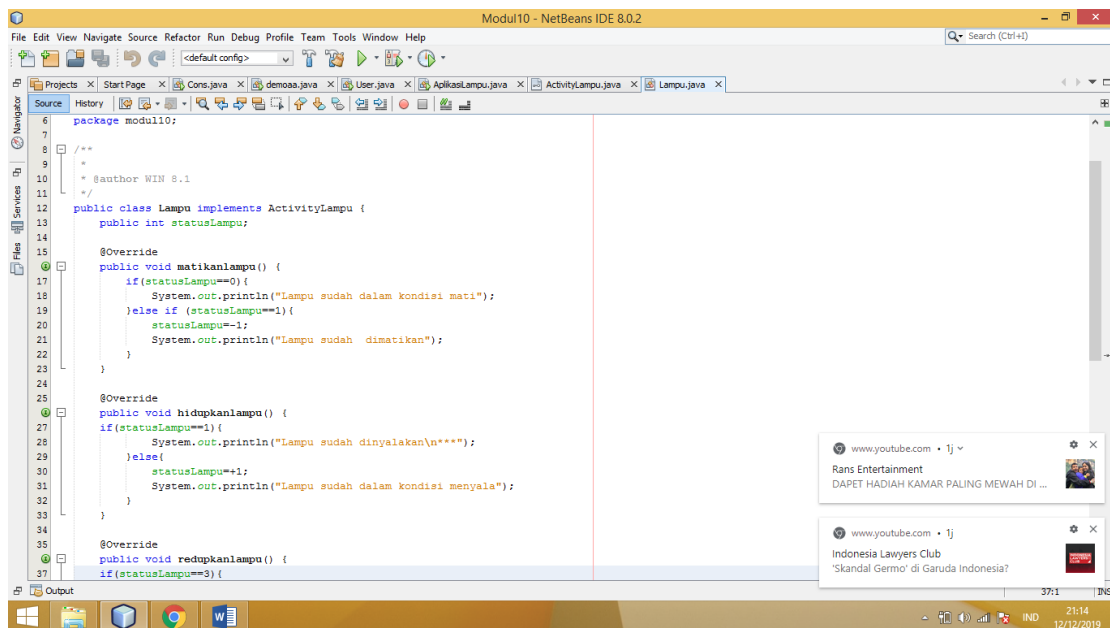 Modul10 - NetBeans IDE 8.0.2
File Edit View Navigate Source Refactor Run Debug Profile Team Tools Window Help
Search (Ctrl+I)
<default config>
Projects Start Page Cons.java demoaa.java User.java AplikasiLampu.java ActivityLampu.java Lampu.java
Source History
Navigator
Services
Files
6 package modul10;
7
8 /**
9 *
10 * @author WIN 8.1
11 */
12 public class Lampu implements ActivityLampu {
13 public int statusLampu;
14
15 @Override
public void matikanlampu() {
17 if(statusLampu==0){
18 System.out.println("Lampu sudah dalam kondisi mati");
19 }else if (statusLampu==1){
20 statusLampu=-1;
21 System.out.println("Lampu sudah  dimatikan");
22 }
23 }
24
25 @Override
public void hidupkanlampu() {
27 if(statusLampu==1){
28 System.out.println("Lampu sudah dinyalakan\n***");
29 }else{
30 statusLampu=+1;
31 System.out.println("Lampu sudah dalam kondisi menyala");
32 }
33 }
34
35 @Override
public void redupkanlampu() {
37 if(statusLampu==3){
www.youtube.com • 1j
Rans Entertainment
DAPET HADIAH KAMAR PALING MEWAH DI ...
www.youtube.com • 1j
Indonesia Lawyers Club
'Skandal Germo' di Garuda Indonesia?
Output
37:1 INS
IND
21:14
12/12/2019